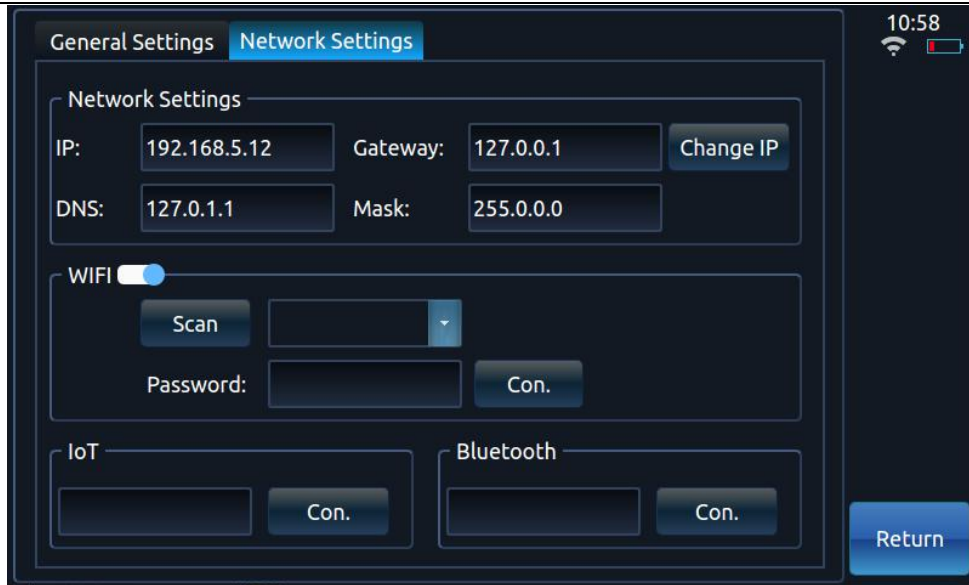 General Settings Network Settings 10:58
Network Settings
IP: 192.168.5.12 Gateway: 127.0.0.1 Change IP
DNS: 127.0.1.1 Mask: 255.0.0.0
WIFI
Scan
Password: Con.
IoT Bluetooth
Con. Con.
Return